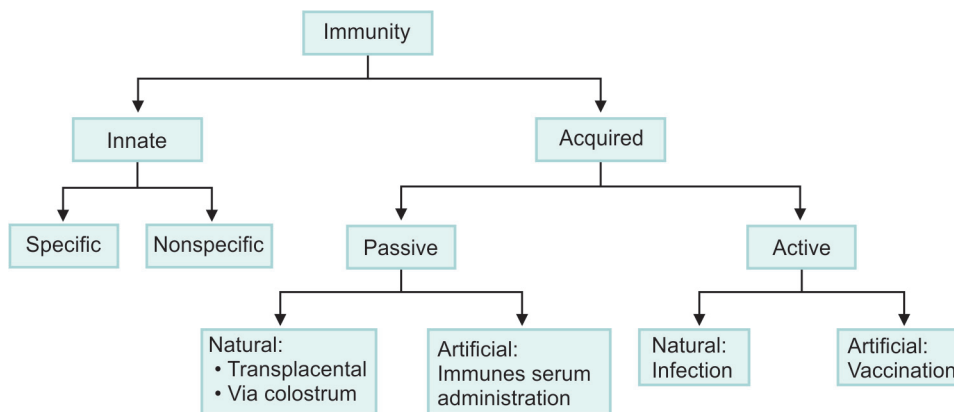 Immunity
Innate
Acquired
Specific
Nonspecific
Passive
Active
Natural:
• Transplacental
• Via colostrum
Artificial:
Immunes serum
administration
Natural:
Infection
Artificial:
Vaccination